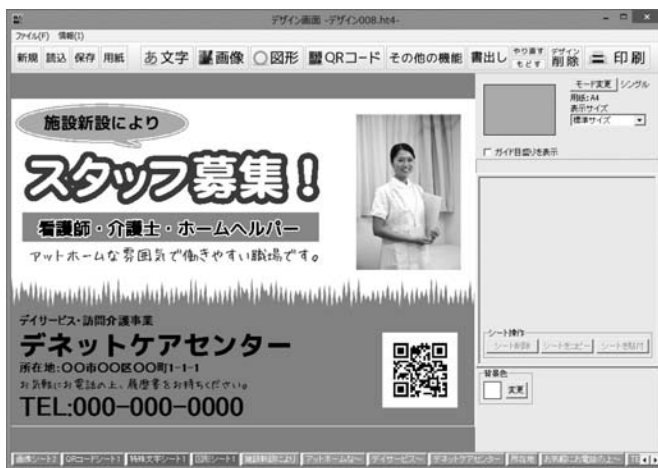 デザイン画面 -デザイン008.ht4-
ファイル(F) 情報(I)
新規 読込 保存 用紙 あ文字 画像 図形 QRコード その他の機能 書出し やり直す もどす デザイン削除 印刷
モード変更 シングル
用紙:A4
表示サイズ
標準サイズ
ガイド目盛りを表示
施設新設により
スタッフ募集!
看護師・介護士・ホームヘルパー
アットホームな雰囲気で働きやすい職場です。
デイサービス・訪問介護事業
デネットケアセンター
所在地:〇〇市〇〇区〇〇町1-1-1
お気軽にお電話の上、履歴書をお持ちください。
TEL:000-000-0000
シート操作
シート削除 シートをコピー シートを貼付
背景色
変更
画像シート2 QRコードシート1 特殊文字シート1 図形シート1 施設新設により アットホームな~ デイサービス~ デネットケアセンター 所在地 お気軽にお電話の上~